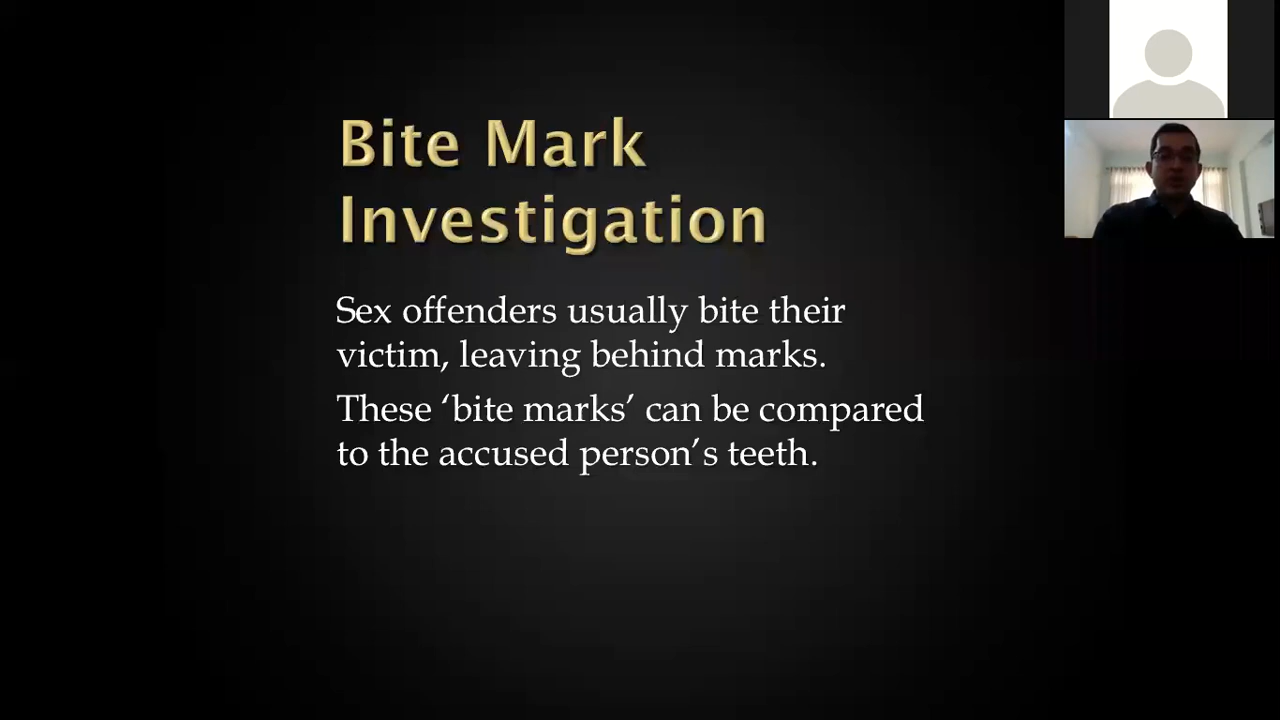 Bite Mark
Investigation
Sex offenders usually bite their
victim, leaving behind marks.
These ‘bite marks’ can be compared
to the accused person’s teeth.